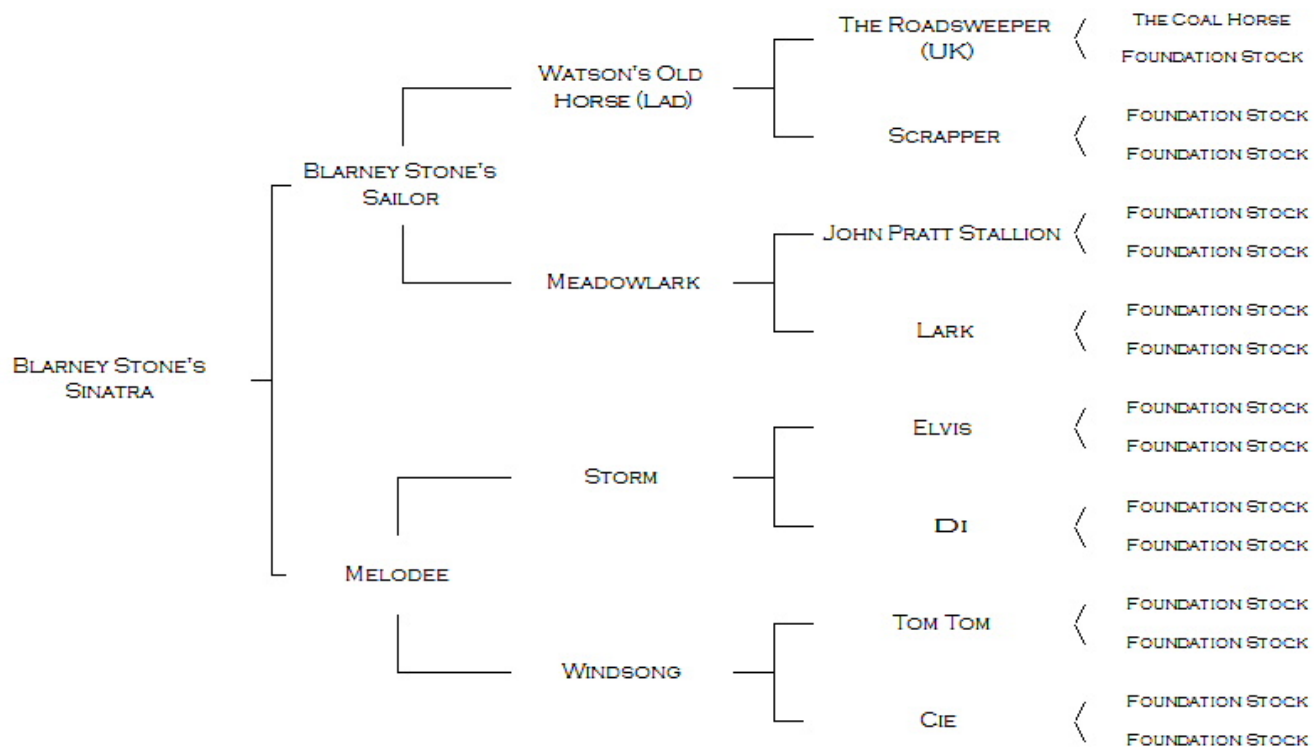 The Roadsweeper
(UK)
The Coal Horse
Foundation Stock
Watson's Old
Horse (Lad)
Scrapper
Foundation Stock
Foundation Stock
Blarney Stone's
Sailor
John Pratt Stallion
Foundation Stock
Foundation Stock
Meadowlark
Lark
Foundation Stock
Foundation Stock
Blarney Stone's
Sinatra
Elvis
Foundation Stock
Foundation Stock
Storm
Di
Foundation Stock
Foundation Stock
Melodee
Tom Tom
Foundation Stock
Foundation Stock
Windsong
Cie
Foundation Stock
Foundation Stock